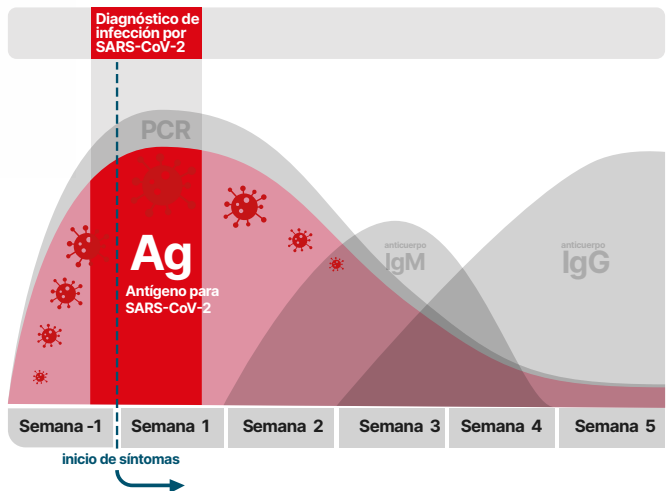 Diagnóstico de
infección por
SARS-CoV-2
PCR
Ag
Antígeno para
SARS-CoV-2
anticuerpo
IgM
anticuerpo
IgG
Semana -1
Semana 1
Semana 2
Semana 3
Semana 4
Semana 5
inicio de síntomas